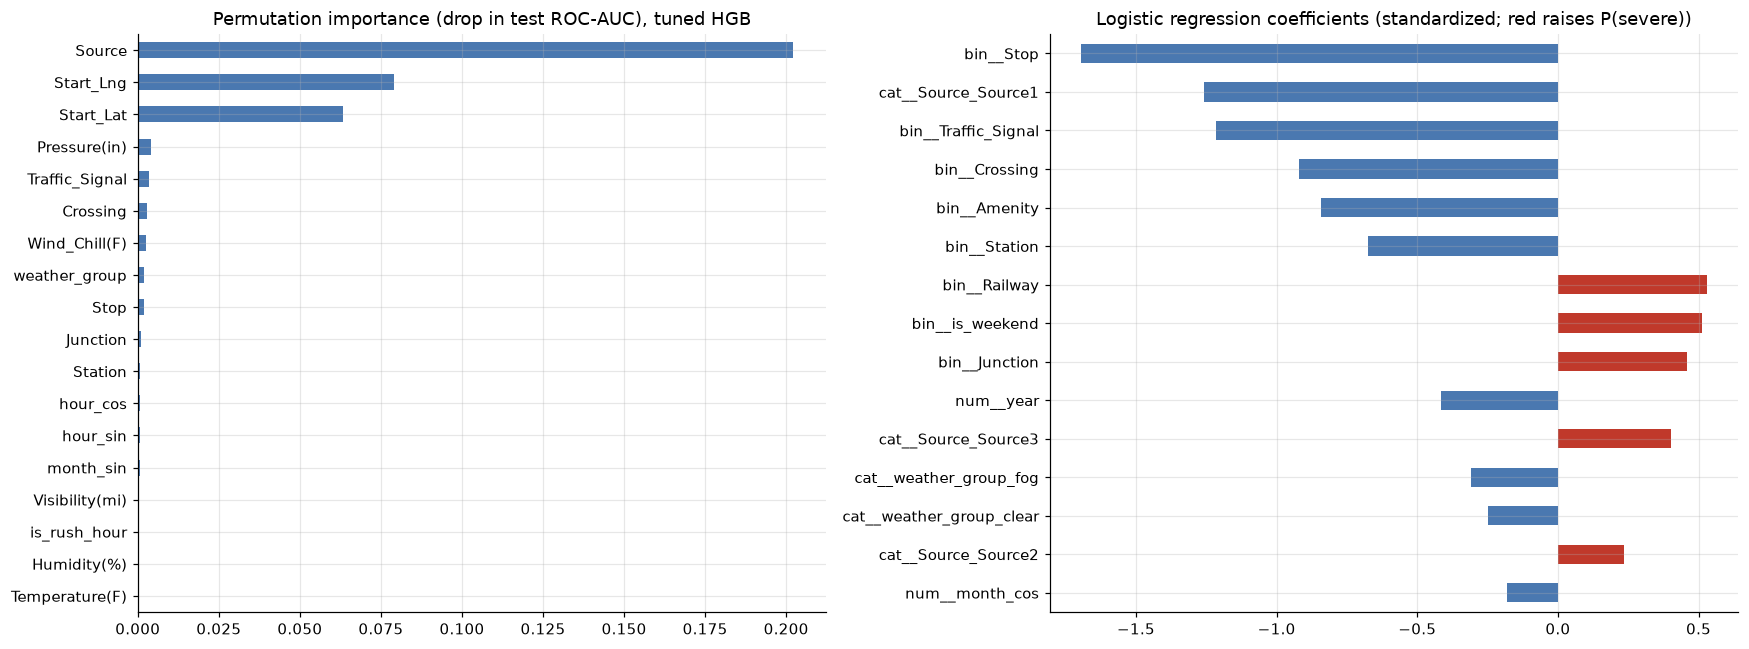 Permutation importance (drop in test ROC-AUC), tuned HGB
Source
Start_Lng
Start_Lat
Pressure(in)
Traffic_Signal
Crossing
Wind_Chill(F)
weather_group
Stop
Junction
Station
hour_cos
hour_sin
month_sin
Visibility(mi)
is_rush_hour
Humidity(%)
Temperature(F)
0.000 0.025 0.050 0.075 0.100 0.125 0.150 0.175 0.200
Logistic regression coefficients (standardized; red raises P(severe))
bin__Stop
cat__Source_Source1
bin__Traffic_Signal
bin__Crossing
bin__Amenity
bin__Station
bin__Railway
bin__is_weekend
bin__Junction
num__year
cat__Source_Source3
cat__weather_group_fog
cat__weather_group_clear
cat__Source_Source2
num__month_cos
−1.5 −1.0 −0.5 0.0 0.5